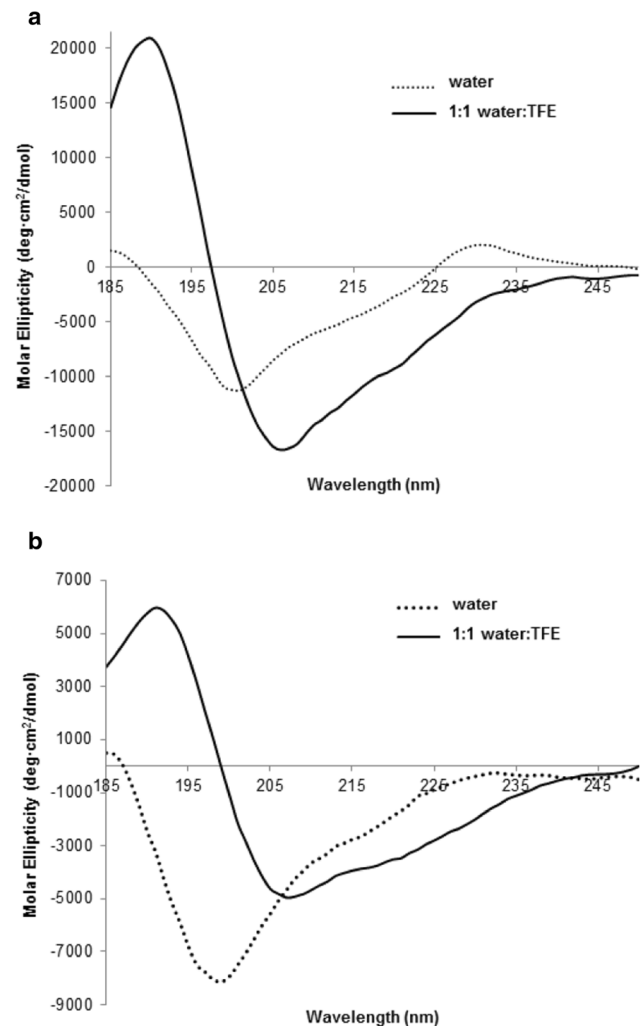 a
Molar Ellipticity (deg·cm²/dmol)
20000
15000
10000
5000
0
-5000
-10000
-15000
-20000
185 195 205 215 225 235 245
water
1:1 water:TFE
Wavelength (nm)
b
Molar Ellipticity (deg·cm²/dmol)
7000
5000
3000
1000
-1000
-3000
-5000
-7000
-9000
185 195 205 215 225 235 245
water
1:1 water:TFE
Wavelength (nm)